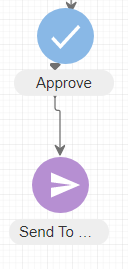 Approve
Send To ...